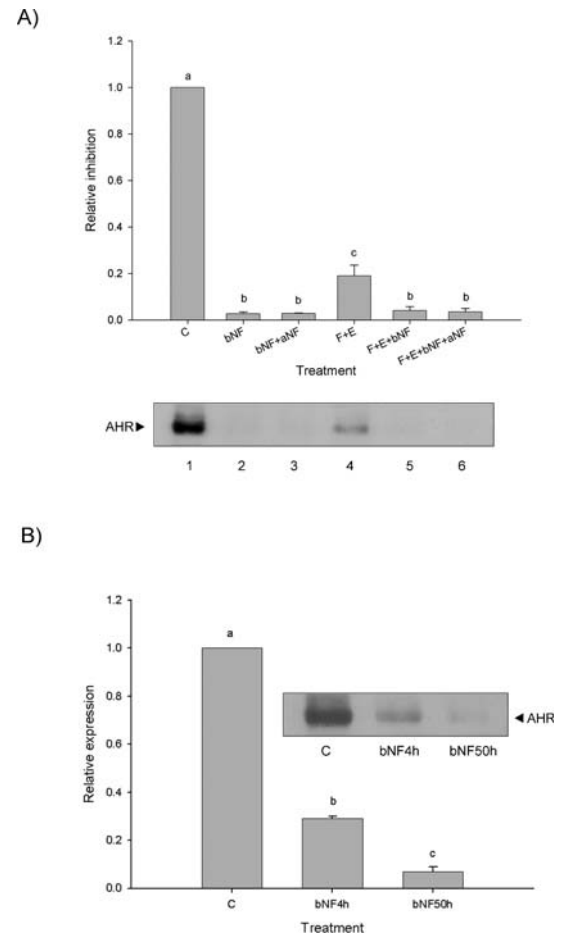 A)
1.2
1.0
0.8
0.6
0.4
0.2
0.0
Relative inhibition
a
b
b
c
b
b
C
bNF
bNF+aNF
F+E
F+E+bNF
F+E+bNF+aNF
Treatment
AHR►
1 2 3 4 5 6
B)
1.2
1.0
0.8
0.6
0.4
0.2
0.0
Relative expression
a
b
c
◄AHR
C bNF4h bNF50h
C bNF4h bNF50h
Treatment